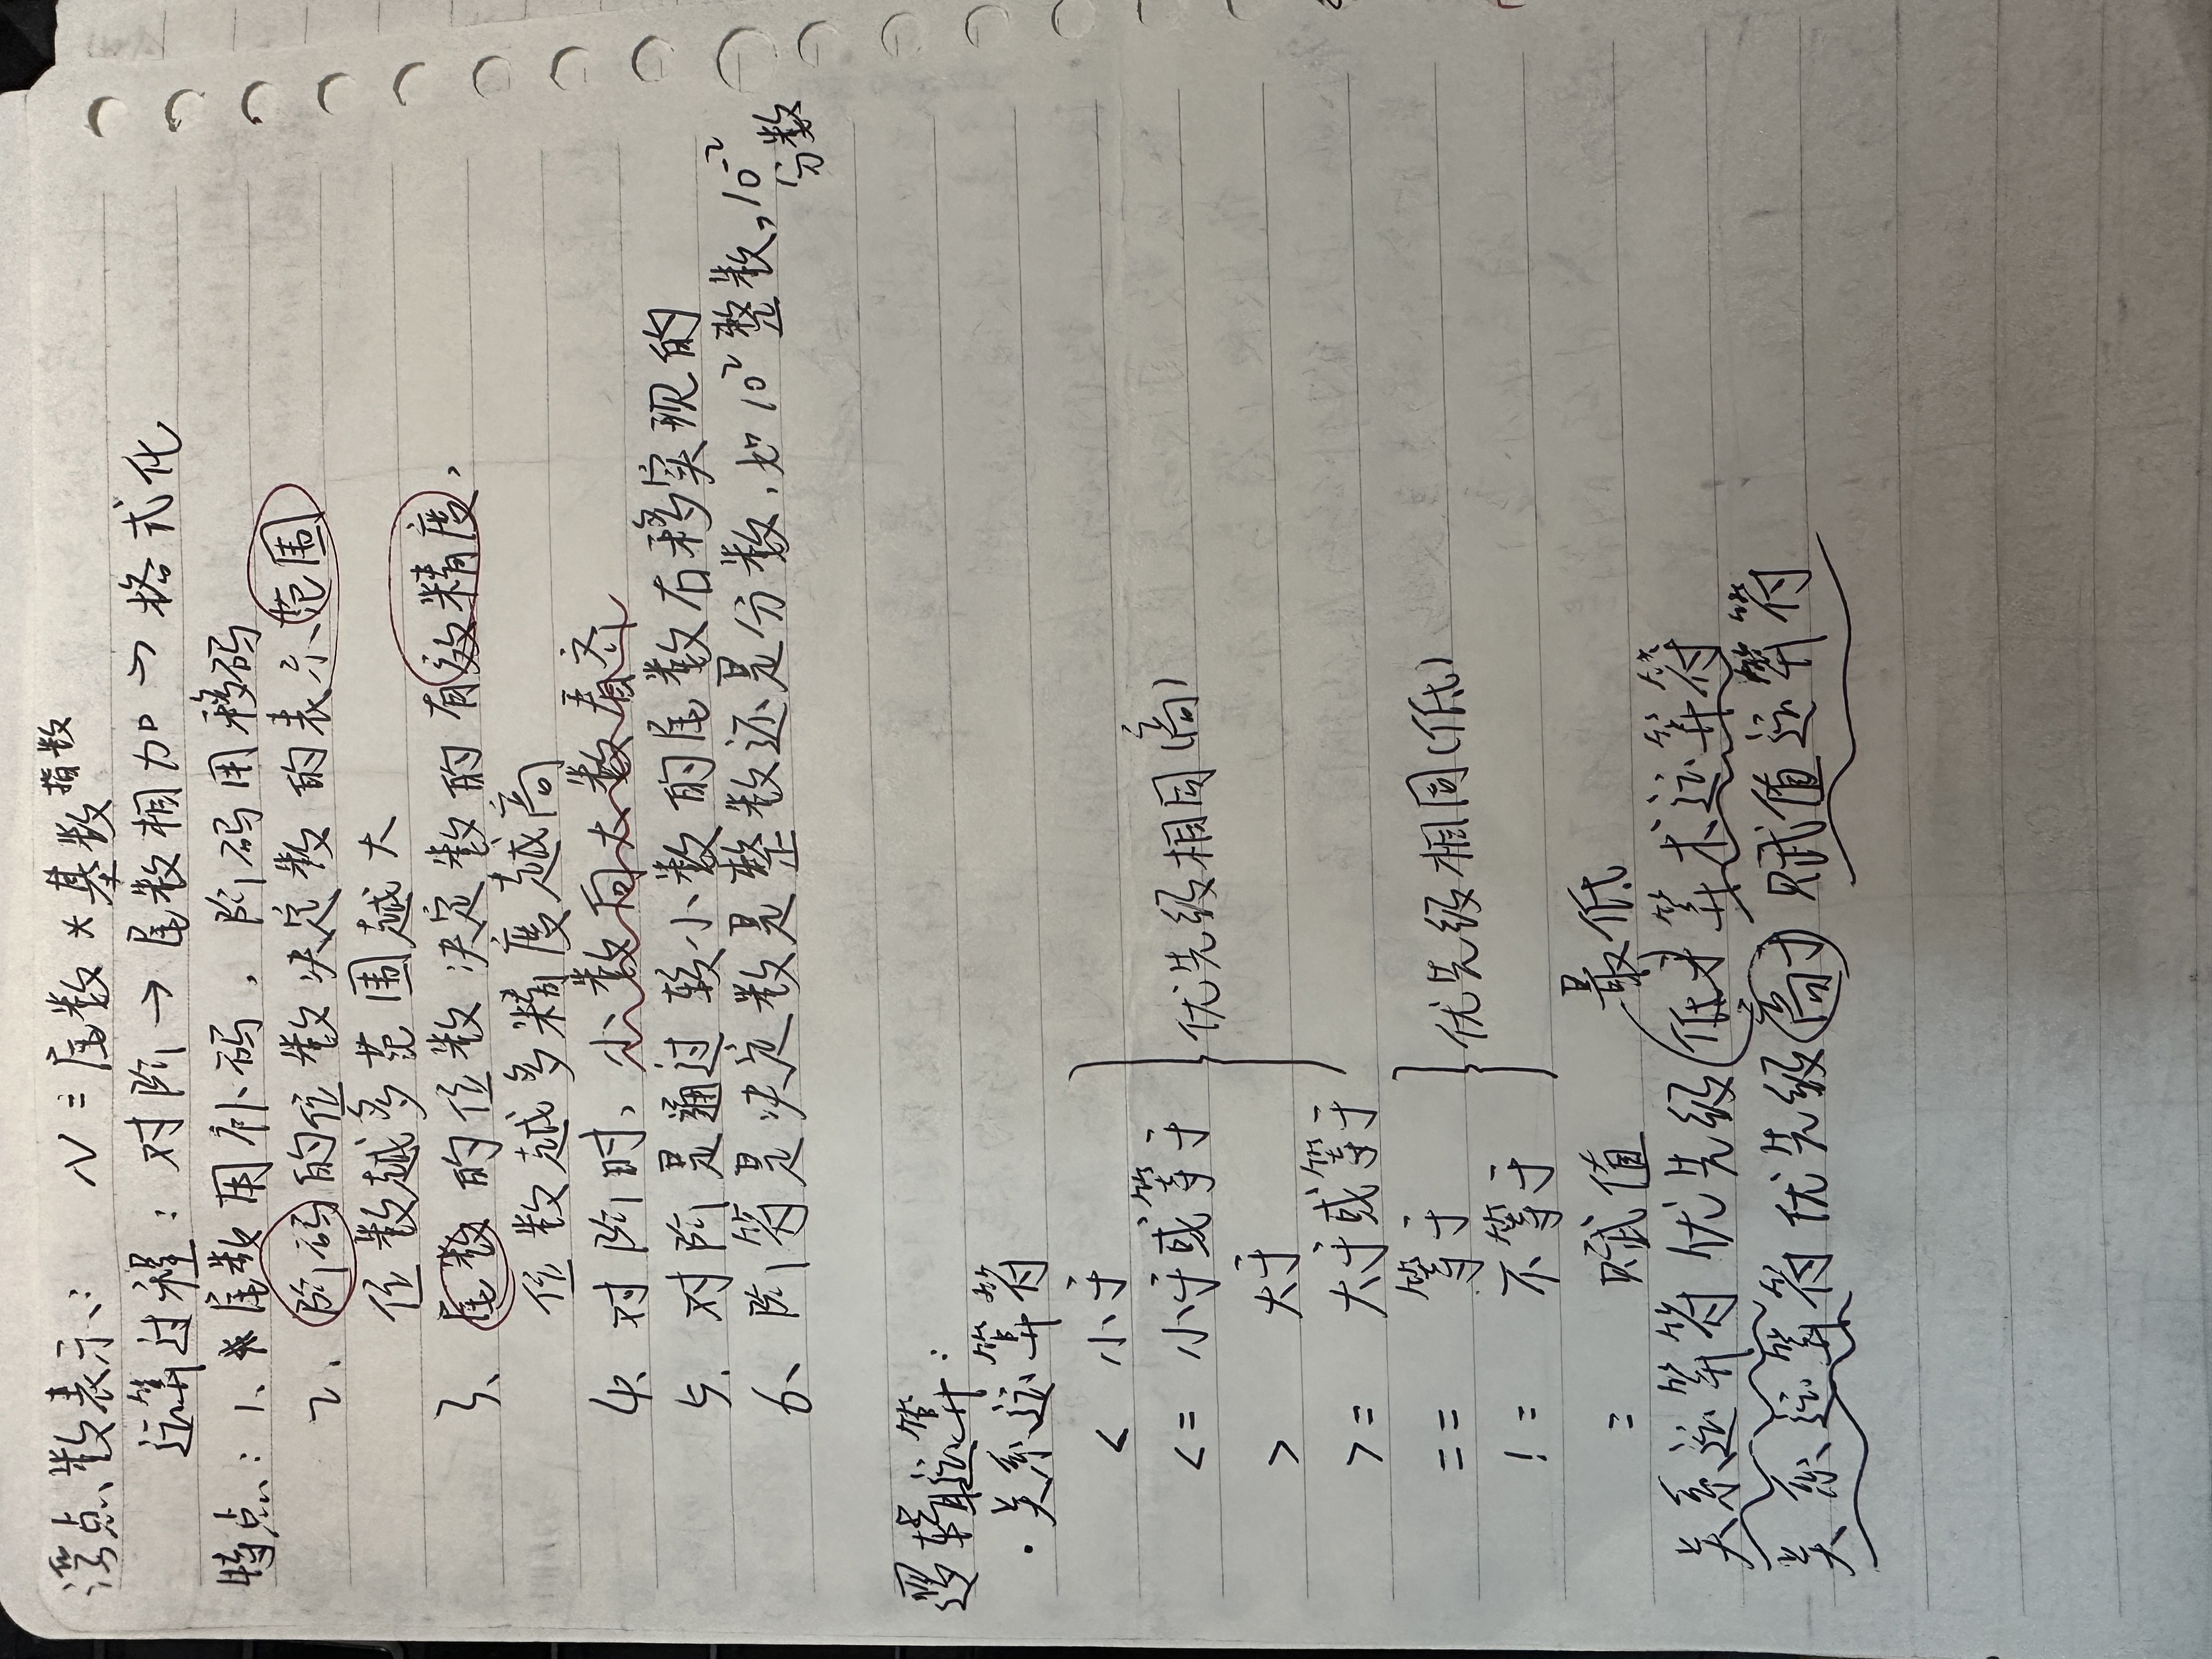 浮点数表示: N = 尾数 * 基数^指数
运算过程: 对阶 → 尾数相加 → 格式化
特点: 1、尾数用补码, 阶码用移码
2、阶码的位数决定数的表示范围
位数越多范围越大
3、尾数的位数决定数的有效精度,
位数越多精度越高
4、对阶时, 小数向大数看齐
5、对阶是通过较小数的尾数右移实现的
6、阶符是决定数是整数还是分数, 如10²整数, 10⁻²
分数
逻辑运算:
·关系运算符
< 小于
<= 小于或等于 优先级相同(高)
> 大于
>= 大于或等于
== 等于 优先级相同(低)
!= 不等于
= 赋值 最低
关系运算符优先级低于算术运算符
关系运算符优先级高于赋值运算符